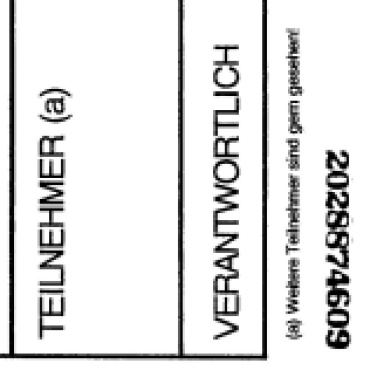 TEILNEHMER (a)
VERANTWORTLICH
(a) Weitere Teilnehmer sind gern gesehen!
2028874609